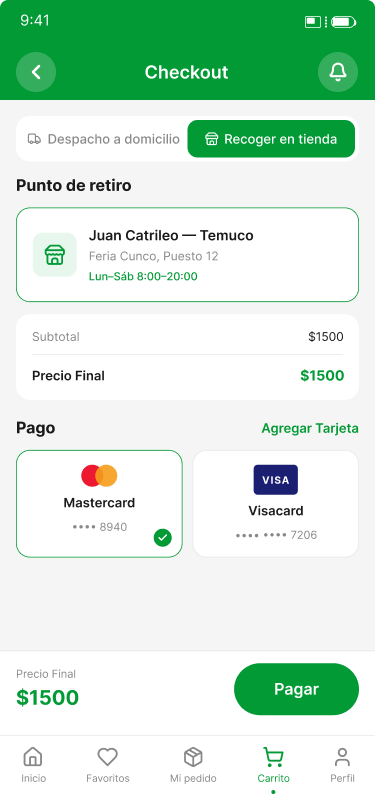 9:41
Checkout
Despacho a domicilio
Recoger en tienda
Punto de retiro
Juan Catrileo — Temuco
Feria Cunco, Puesto 12
Lun–Sáb 8:00–20:00
Subtotal $1500
Precio Final $1500
Pago Agregar Tarjeta
Mastercard
•••• 8940
VISA
Visacard
•••• •••• 7206
Precio Final
$1500
Pagar
Inicio Favoritos Mi pedido Carrito Perfil